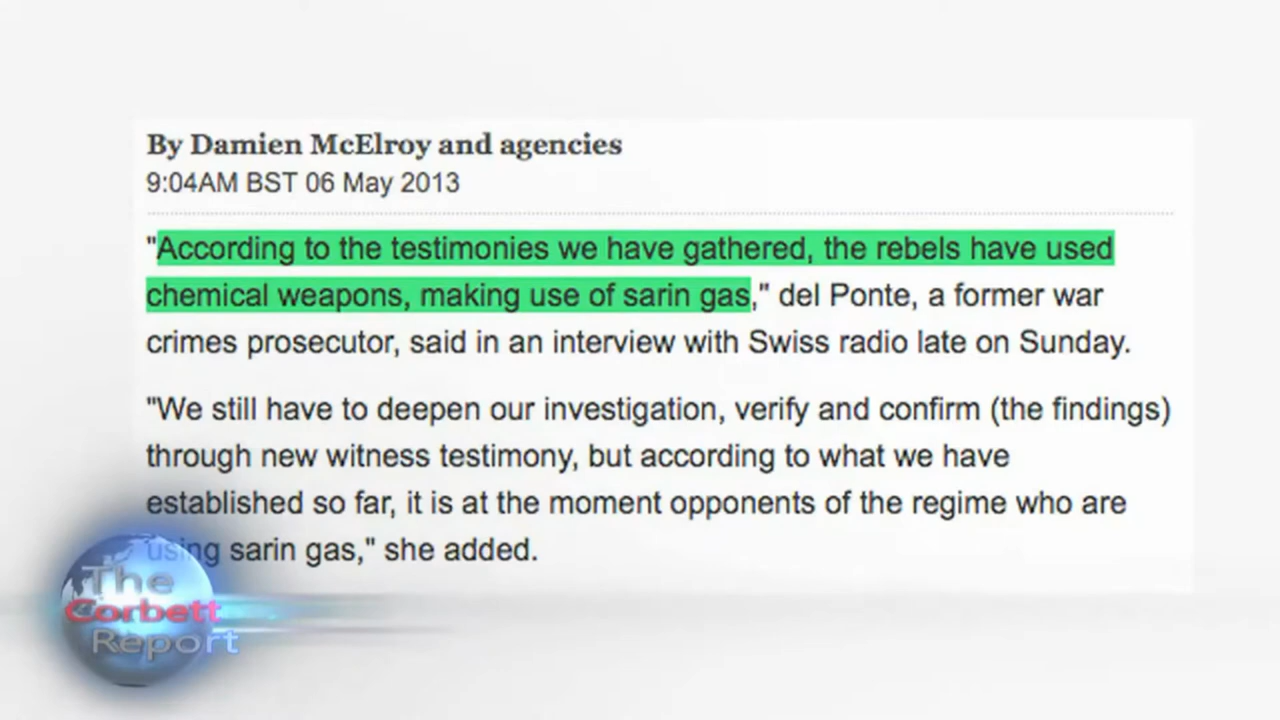 By Damien McElroy and agencies
9:04AM BST 06 May 2013
"According to the testimonies we have gathered, the rebels have used
chemical weapons, making use of sarin gas," del Ponte, a former war
crimes prosecutor, said in an interview with Swiss radio late on Sunday.
"We still have to deepen our investigation, verify and confirm (the findings)
through new witness testimony, but according to what we have
established so far, it is at the moment opponents of the regime who are
using sarin gas," she added.
The
Corbett
Report